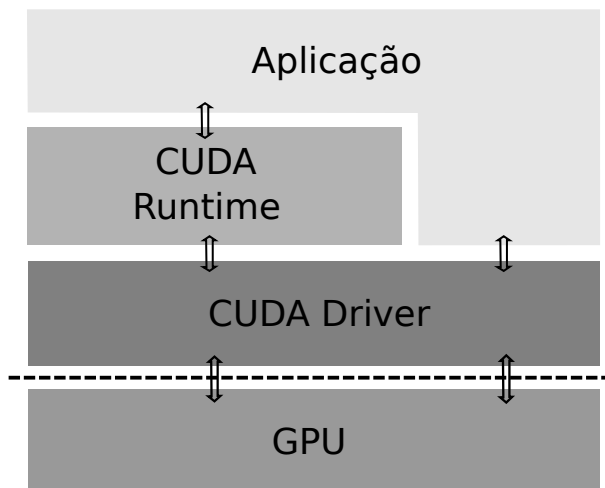 Aplicação
CUDA
Runtime
CUDA Driver
GPU